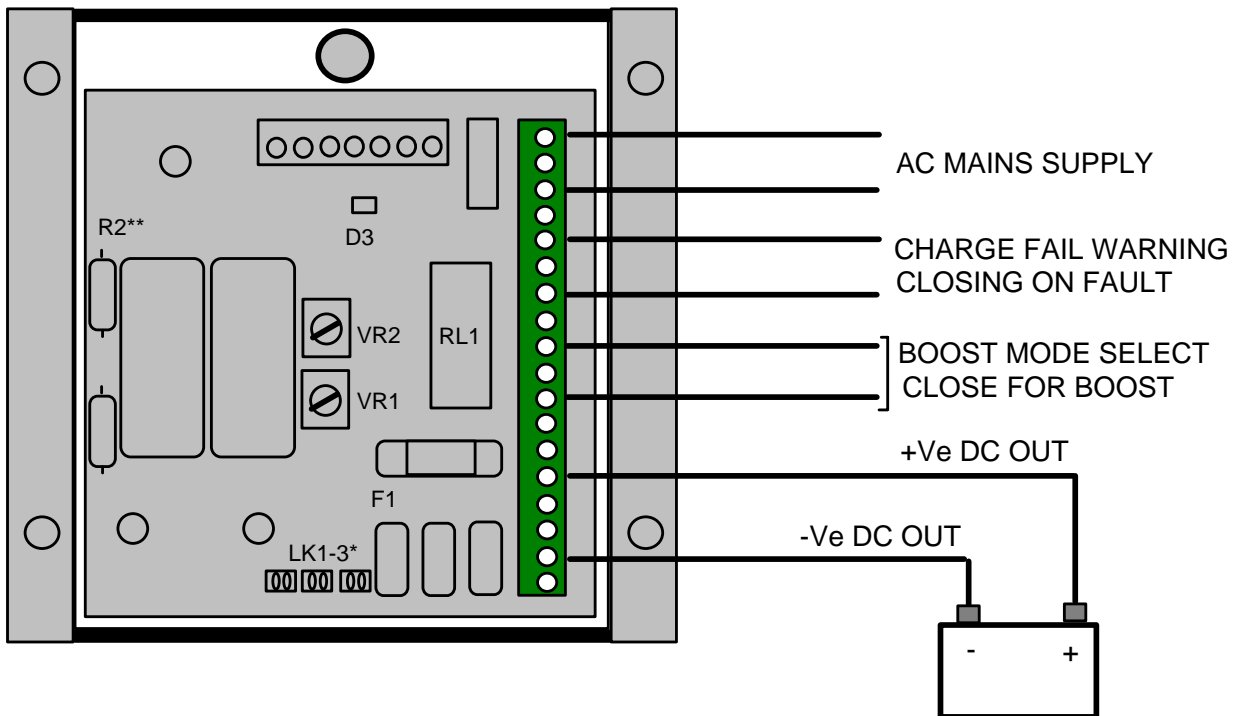 AC MAINS SUPPLY
R2**
D3
CHARGE FAIL WARNING
CLOSING ON FAULT
VR2
RL1
BOOST MODE SELECT
CLOSE FOR BOOST
VR1
+Ve DC OUT
F1
-Ve DC OUT
LK1-3*
- +